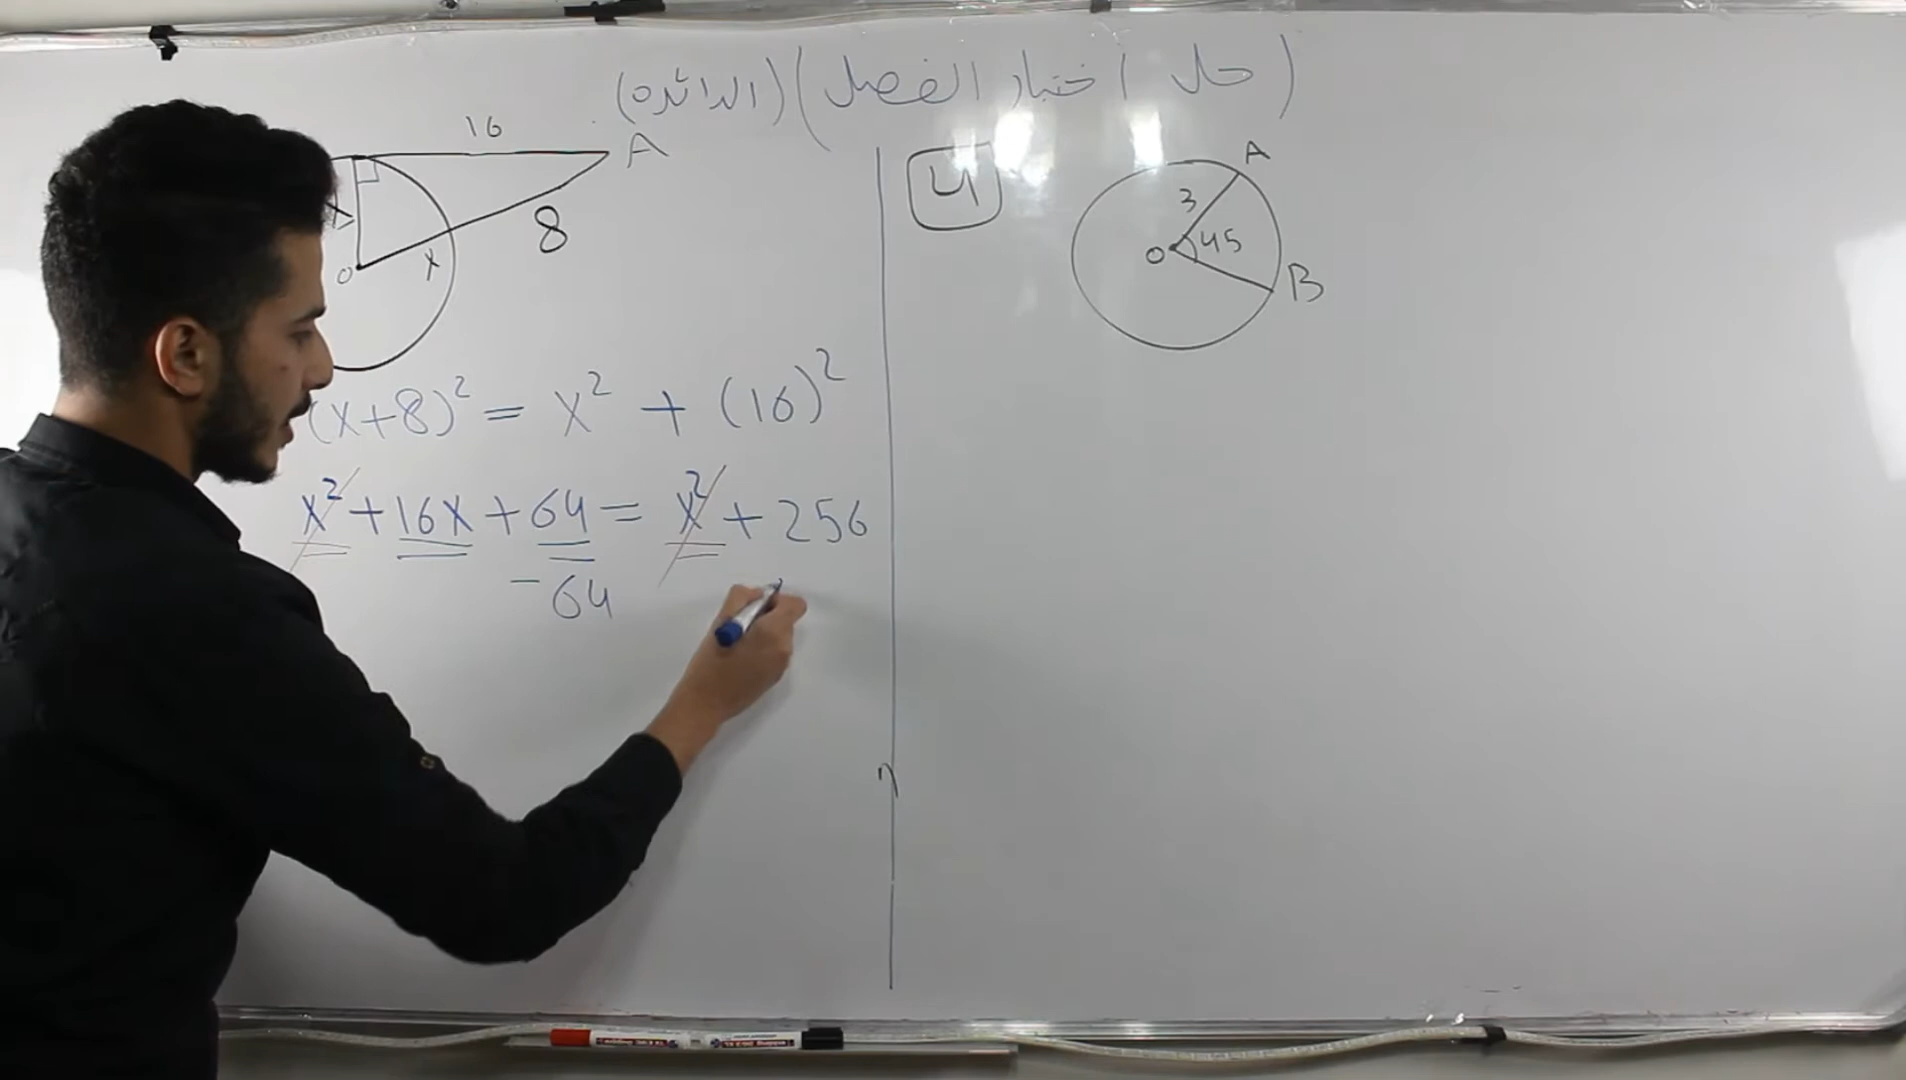 (حل اختبار الفصل) (الدائره)
16
A
X
8
O
X
(X+8)² = X² + (16)²
X² + 16X + 64 = X² + 256
-64
4
A
3
45
O
B